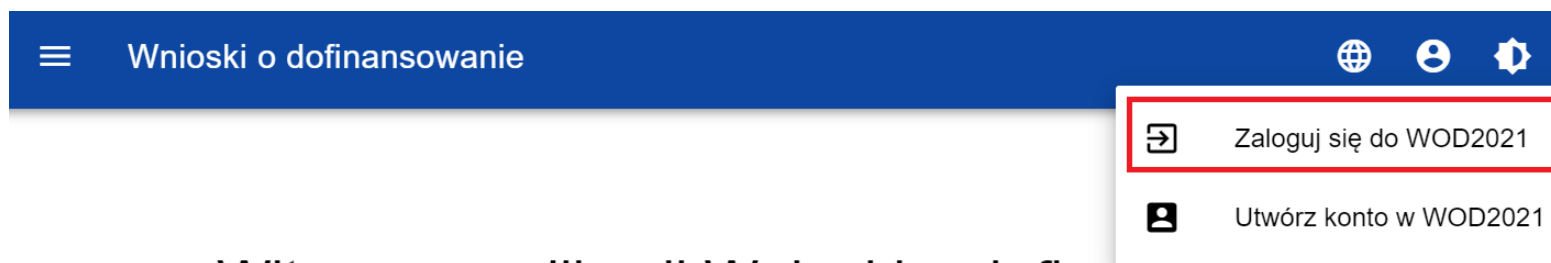 Wnioski o dofinansowanie
Zaloguj się do WOD2021
Utwórz konto w WOD2021